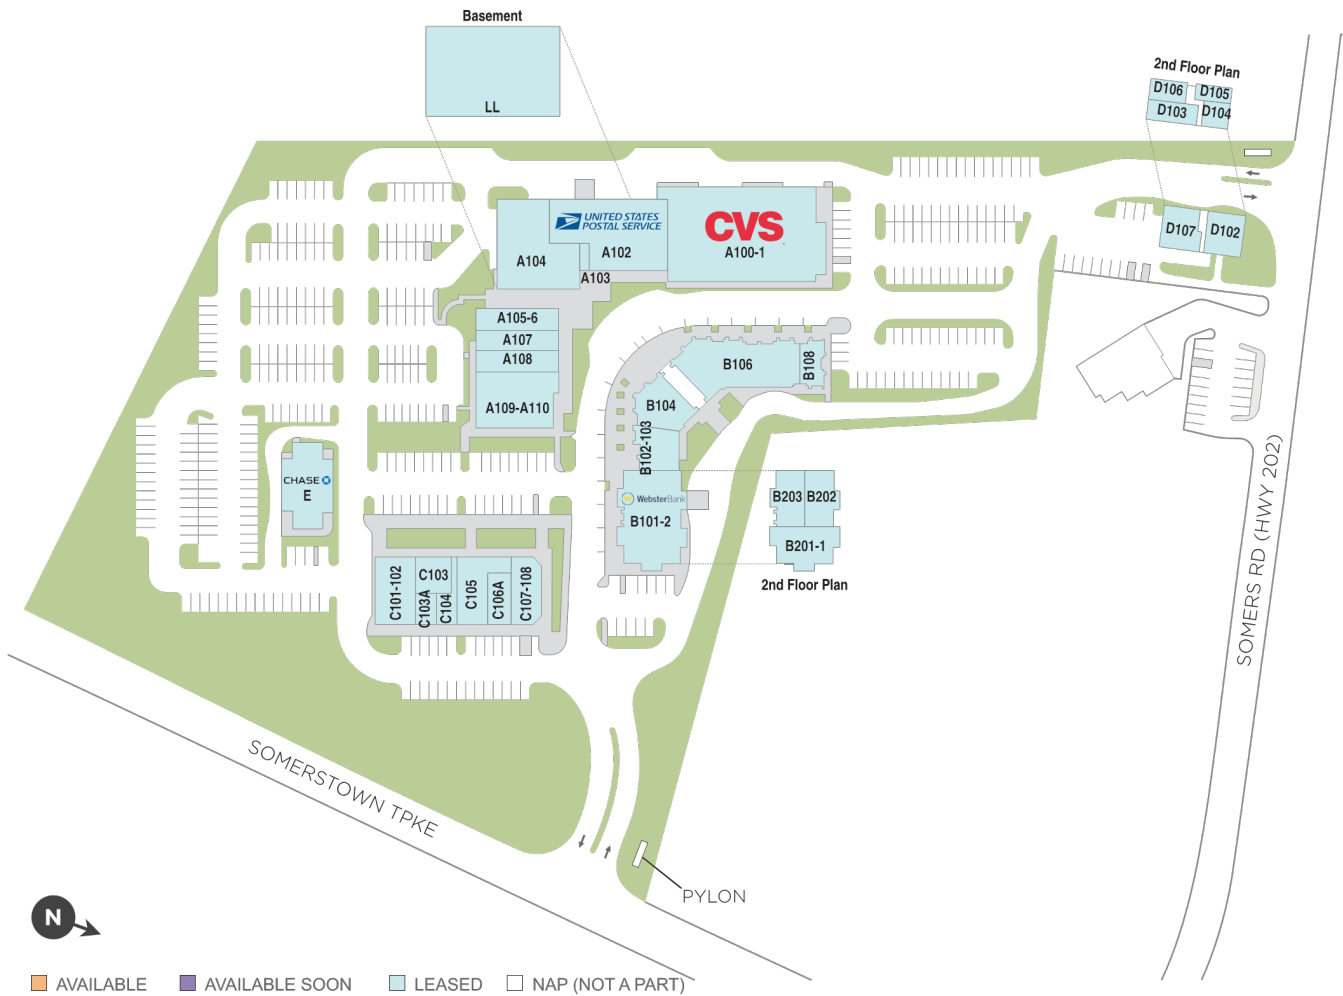 Basement
LL
2nd Floor Plan
D106
D105
D103
D104
UNITED STATES
POSTAL SERVICE
CVS
A104
A102
A100-1
A103
D107
D102
A105-6
A107
A108
A109-A110
B106
B108
B104
B102-103
CHASE
E
WebsterBank
B101-2
B203
B202
B201-1
2nd Floor Plan
C101-102
C103
C103A
C104
C105
C106A
C107-108
SOMERS RD (HWY 202)
SOMERSTOWN TPKE
PYLON
N
AVAILABLE
AVAILABLE SOON
LEASED
NAP (NOT A PART)